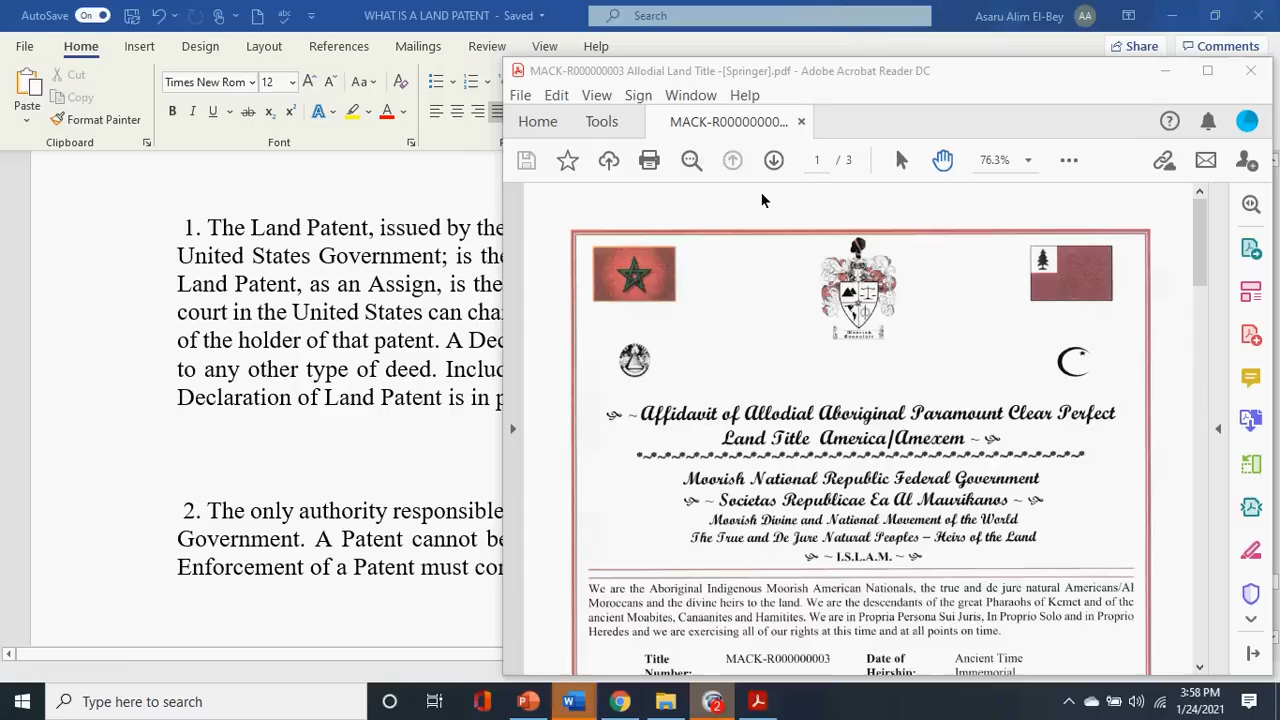 AutoSave On
WHAT IS A LAND PATENT - Saved
Search
Asaru Alim El-Bey AA
File Home Insert Design Layout References Mailings Review View Help
Share Comments
Paste
Cut
Copy
Format Painter
Times New Rom 12
Clipboard
Font
1. The Land Patent, issued by the
United States Government; is the
Land Patent, as an Assign, is the
court in the United States can cha
of the holder of that patent. A Dec
to any other type of deed. Includ
Declaration of Land Patent is in p
2. The only authority responsible
Government. A Patent cannot be
Enforcement of a Patent must con
MACK-R000000003 Allodial Land Title -[Springer].pdf - Adobe Acrobat Reader DC
File Edit View Sign Window Help
Home Tools MACK-R00000000... ×
1 / 3 76.3%
~ Affidavit of Allodial Aboriginal Paramount Clear Perfect
Land Title America/Amexem ~
Moorish National Republic Federal Government
~ Societas Republicae Ea Al Maurikanos ~
Moorish Divine and National Movement of the World
The True and De Jure Natural Peoples – Heirs of the Land
~ I.S.L.A.M. ~
We are the Aboriginal Indigenous Moorish American Nationals, the true and de jure natural Americans/Al
Moroccans and the divine heirs to the land. We are the descendants of the great Pharaohs of Kemet and of the
ancient Moabites, Canaanites and Hamitites. We are in Propria Persona Sui Juris, In Proprio Solo and in Proprio
Heredes and we are exercising all of our rights at this time and at all points on time.
Title MACK-R000000003 Date of Ancient Time
Number: Heirship: Immemorial
Type here to search
2
3:58 PM
1/24/2021